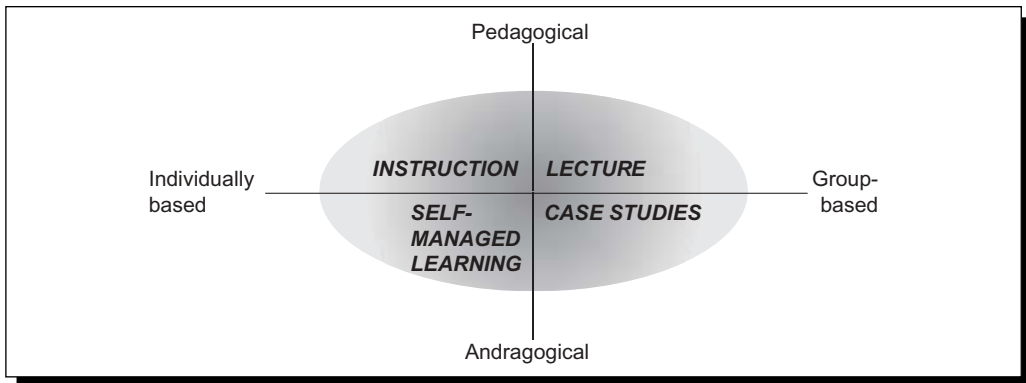 Pedagogical
INSTRUCTION
LECTURE
Individually
based
Group-
based
SELF-
MANAGED
LEARNING
CASE STUDIES
Andragogical